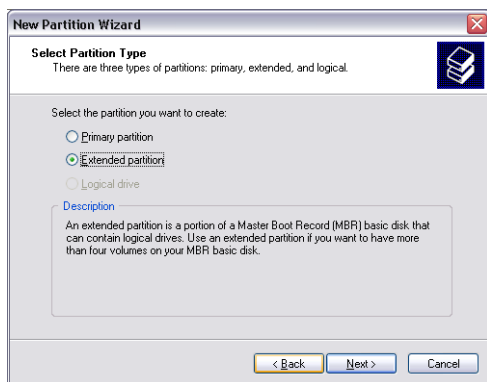 New Partition Wizard
Select Partition Type
There are three types of partitions: primary, extended, and logical.
Select the partition you want to create:
Primary partition
Extended partition
Logical drive
Description
An extended partition is a portion of a Master Boot Record (MBR) basic disk that
can contain logical drives. Use an extended partition if you want to have more
than four volumes on your MBR basic disk.
< Back Next > Cancel